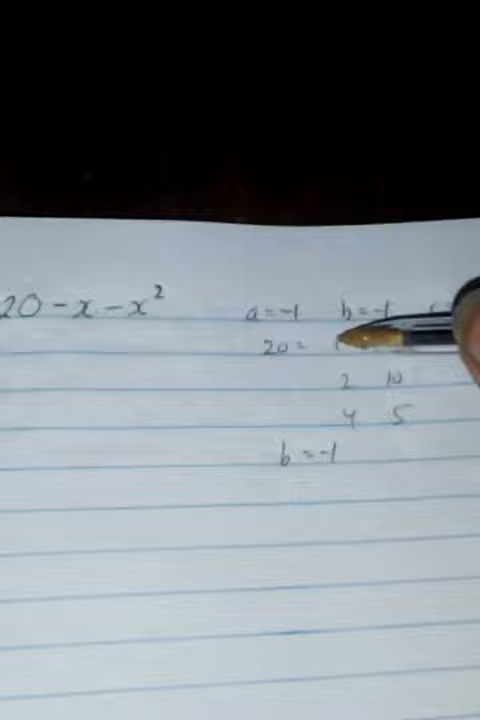 20 - x - x²
a = -1 b = -1
20 =
2 10
4 5
b = -1